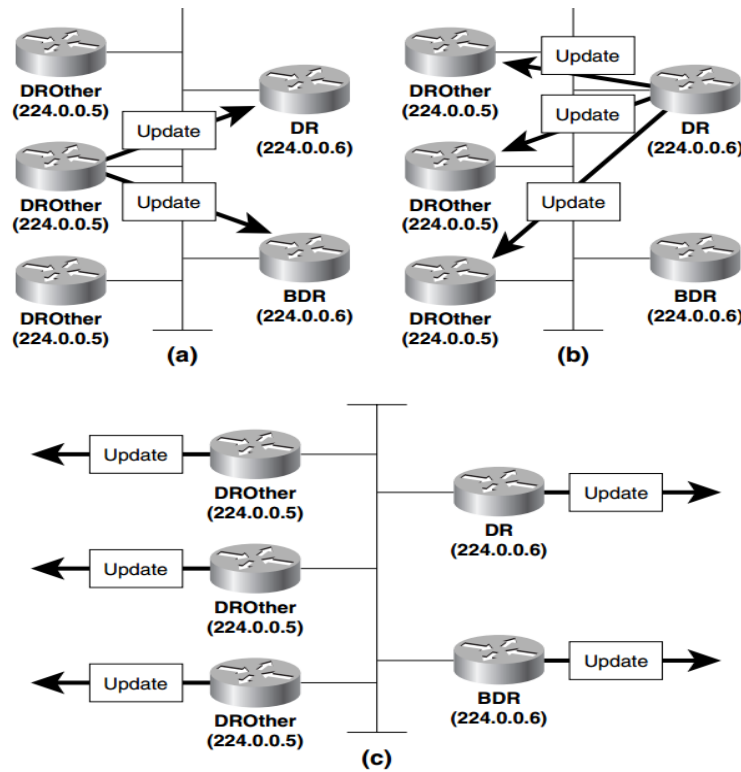 DROther
(224.0.0.5)
Update
DR
(224.0.0.6)
DROther
(224.0.0.5)
Update
BDR
(224.0.0.6)
DROther
(224.0.0.5)
(a)
Update
DROther
(224.0.0.5)
Update
DR
(224.0.0.6)
DROther
(224.0.0.5)
Update
BDR
(224.0.0.6)
DROther
(224.0.0.5)
(b)
Update
DROther
(224.0.0.5)
Update
DR
(224.0.0.6)
Update
DROther
(224.0.0.5)
Update
BDR
(224.0.0.6)
Update
DROther
(224.0.0.5)
(c)